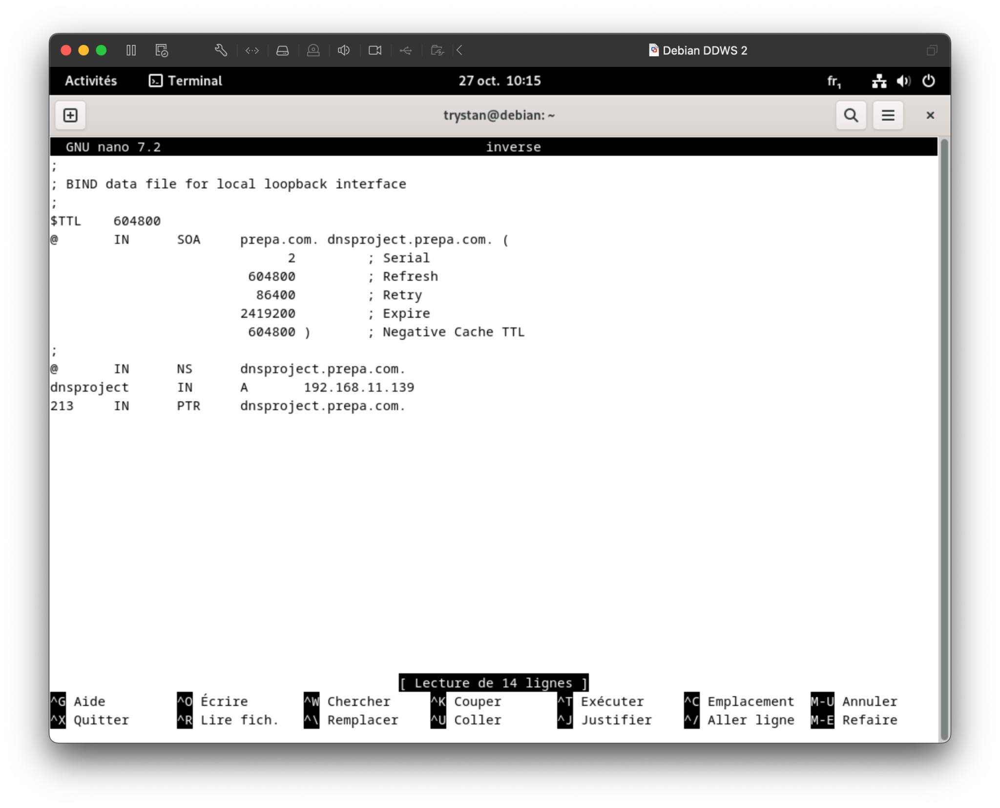 Debian DDWS 2
Activités Terminal 27 oct. 10:15 fr₁
trystan@debian: ~
GNU nano 7.2 inverse
;
; BIND data file for local loopback interface
;
$TTL 604800
@ IN SOA prepa.com. dnsproject.prepa.com. (
2 ; Serial
604800 ; Refresh
86400 ; Retry
2419200 ; Expire
604800 ) ; Negative Cache TTL
;
@ IN NS dnsproject.prepa.com.
dnsproject IN A 192.168.11.139
213 IN PTR dnsproject.prepa.com.
[ Lecture de 14 lignes ]
^G Aide ^O Écrire ^W Chercher ^K Couper ^T Exécuter ^C Emplacement M-U Annuler
^X Quitter ^R Lire fich. ^\ Remplacer ^U Coller ^J Justifier ^/ Aller ligne M-E Refaire